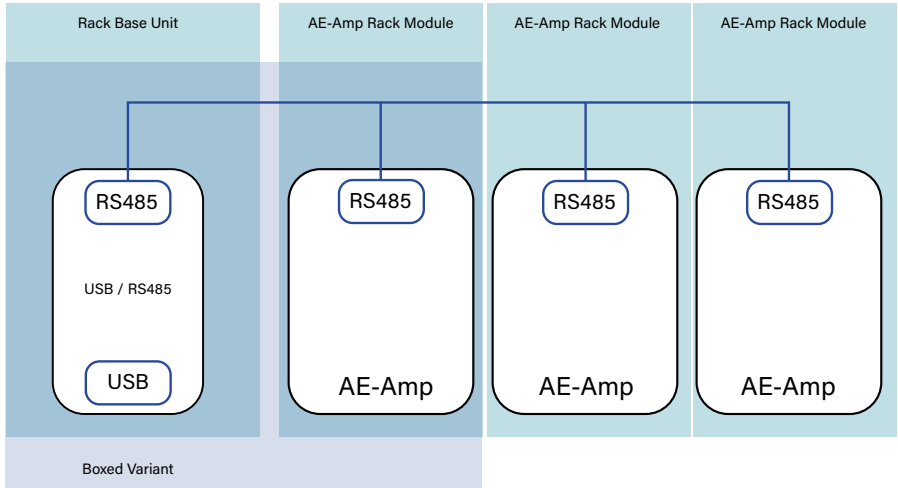 Rack Base Unit
AE-Amp Rack Module
AE-Amp Rack Module
AE-Amp Rack Module
RS485
RS485
RS485
RS485
USB / RS485
USB
AE-Amp
AE-Amp
AE-Amp
Boxed Variant